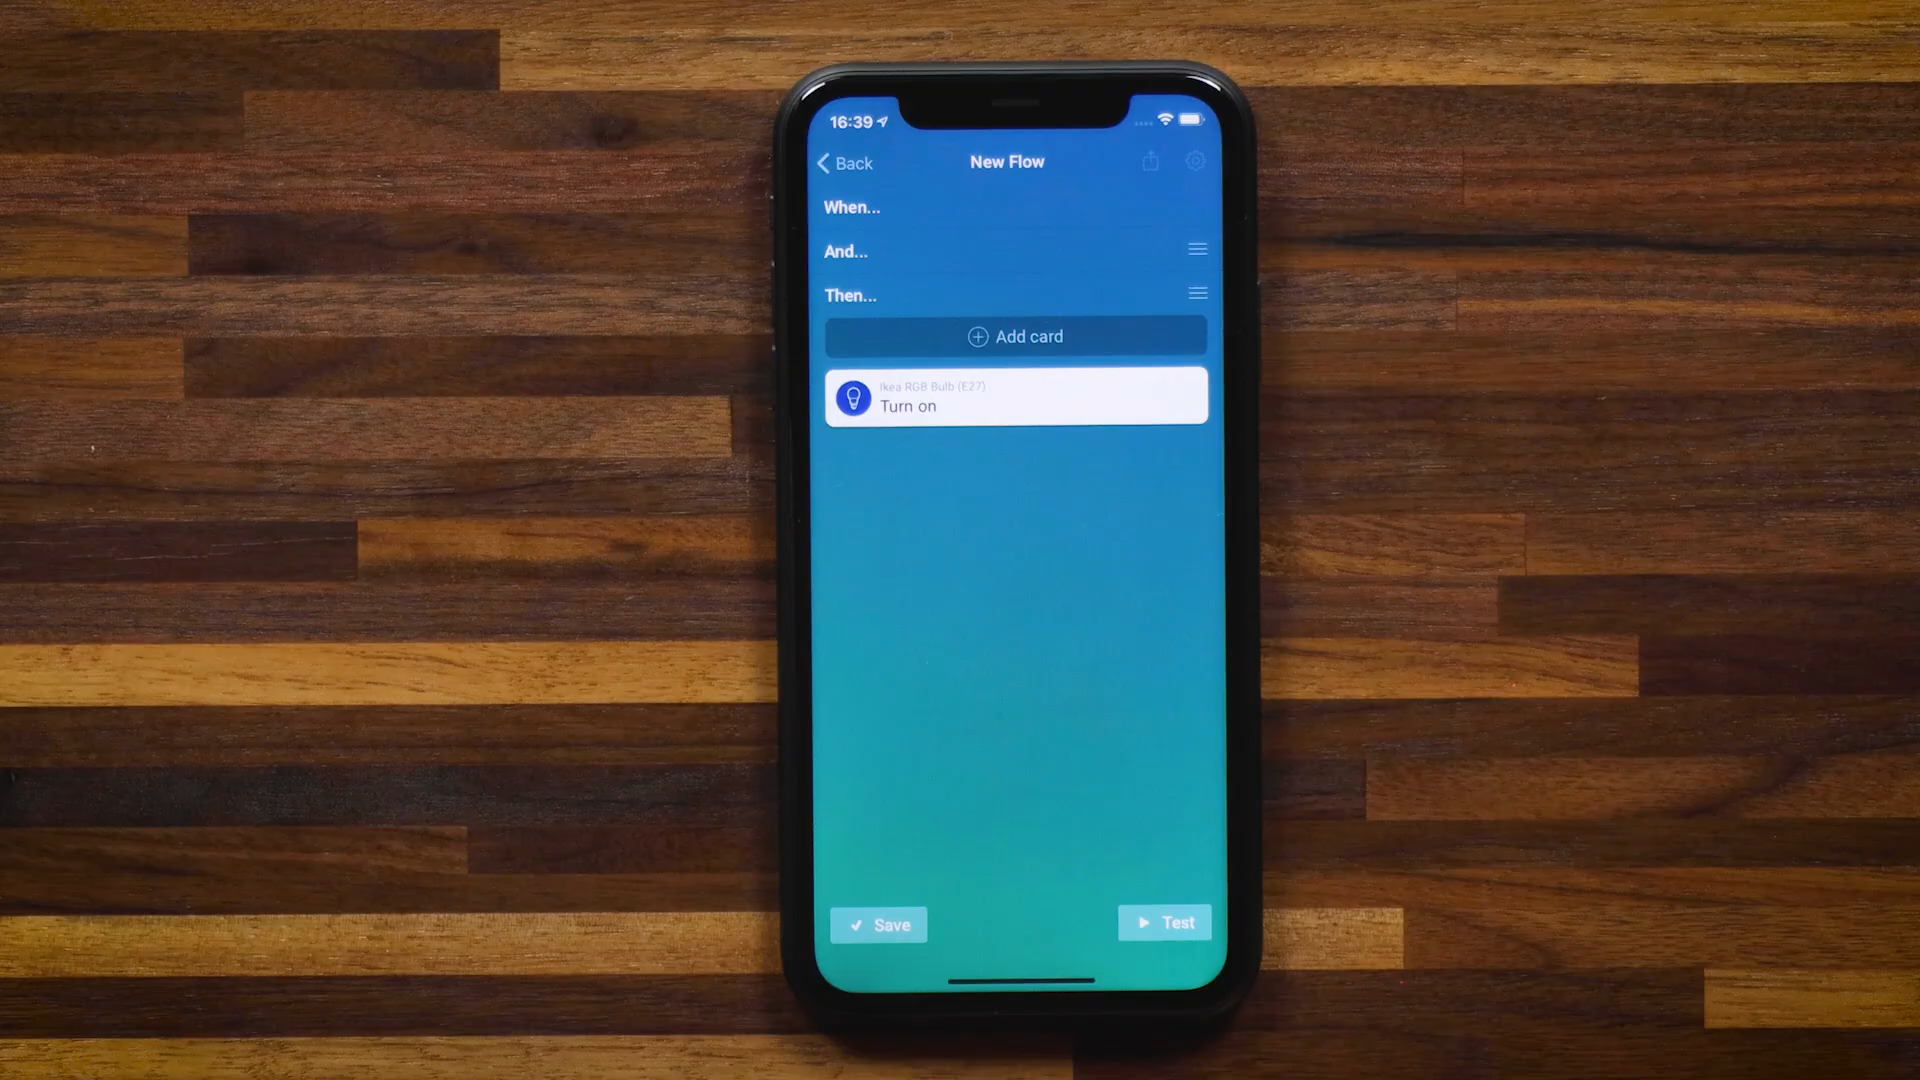 16:39
Back
New Flow
When...
And...
Then...
Add card
Ikea RGB Bulb (E27)
Turn on
Save
Test